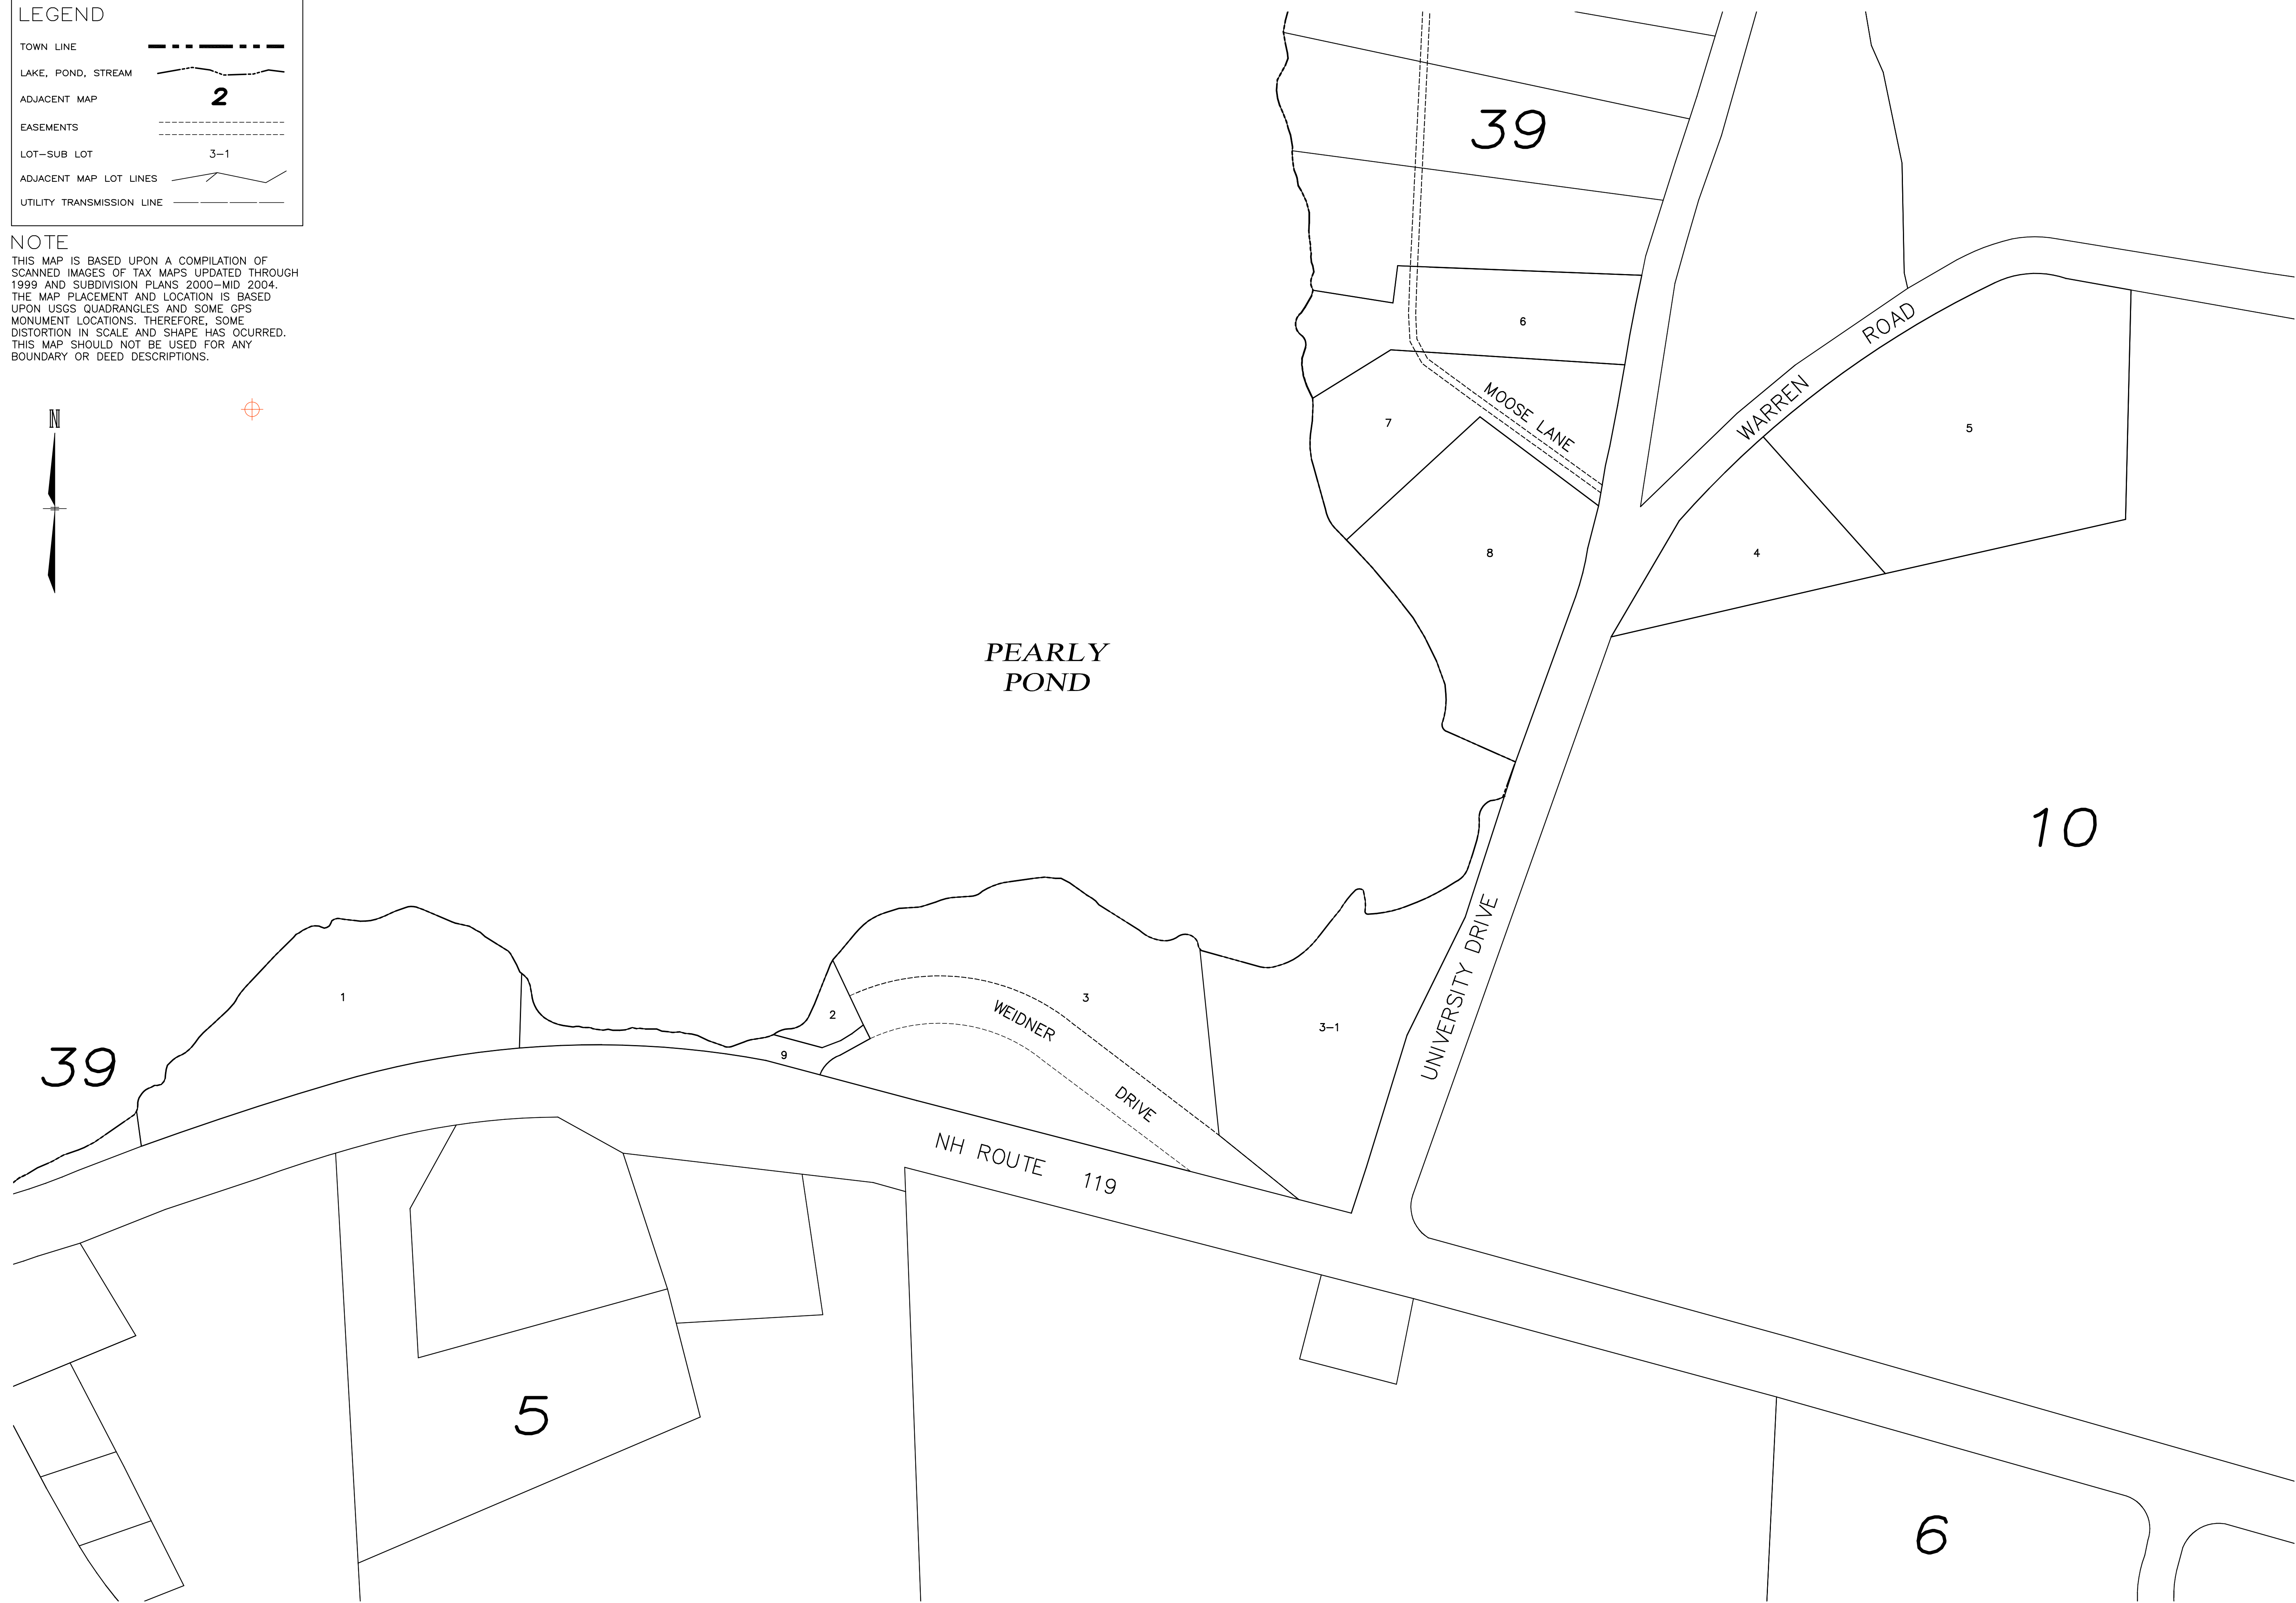 LEGEND
TOWN LINE
LAKE, POND, STREAM
ADJACENT MAP 2
EASEMENTS
LOT-SUB LOT 3-1
ADJACENT MAP LOT LINES
UTILITY TRANSMISSION LINE
NOTE
THIS MAP IS BASED UPON A COMPILATION OF
SCANNED IMAGES OF TAX MAPS UPDATED THROUGH
1999 AND SUBDIVISION PLANS 2000-MID 2004.
THE MAP PLACEMENT AND LOCATION IS BASED
UPON USGS QUADRANGLES AND SOME GPS
MONUMENT LOCATIONS. THEREFORE, SOME
DISTORTION IN SCALE AND SHAPE HAS OCURRED.
THIS MAP SHOULD NOT BE USED FOR ANY
BOUNDARY OR DEED DESCRIPTIONS.
N
39
6
WARREN ROAD
MOOSE LANE
7
5
8
4
PEARLY
POND
10
UNIVERSITY DRIVE
1
2
3
WEIDNER DRIVE
3-1
9
39
NH ROUTE 119
5
6